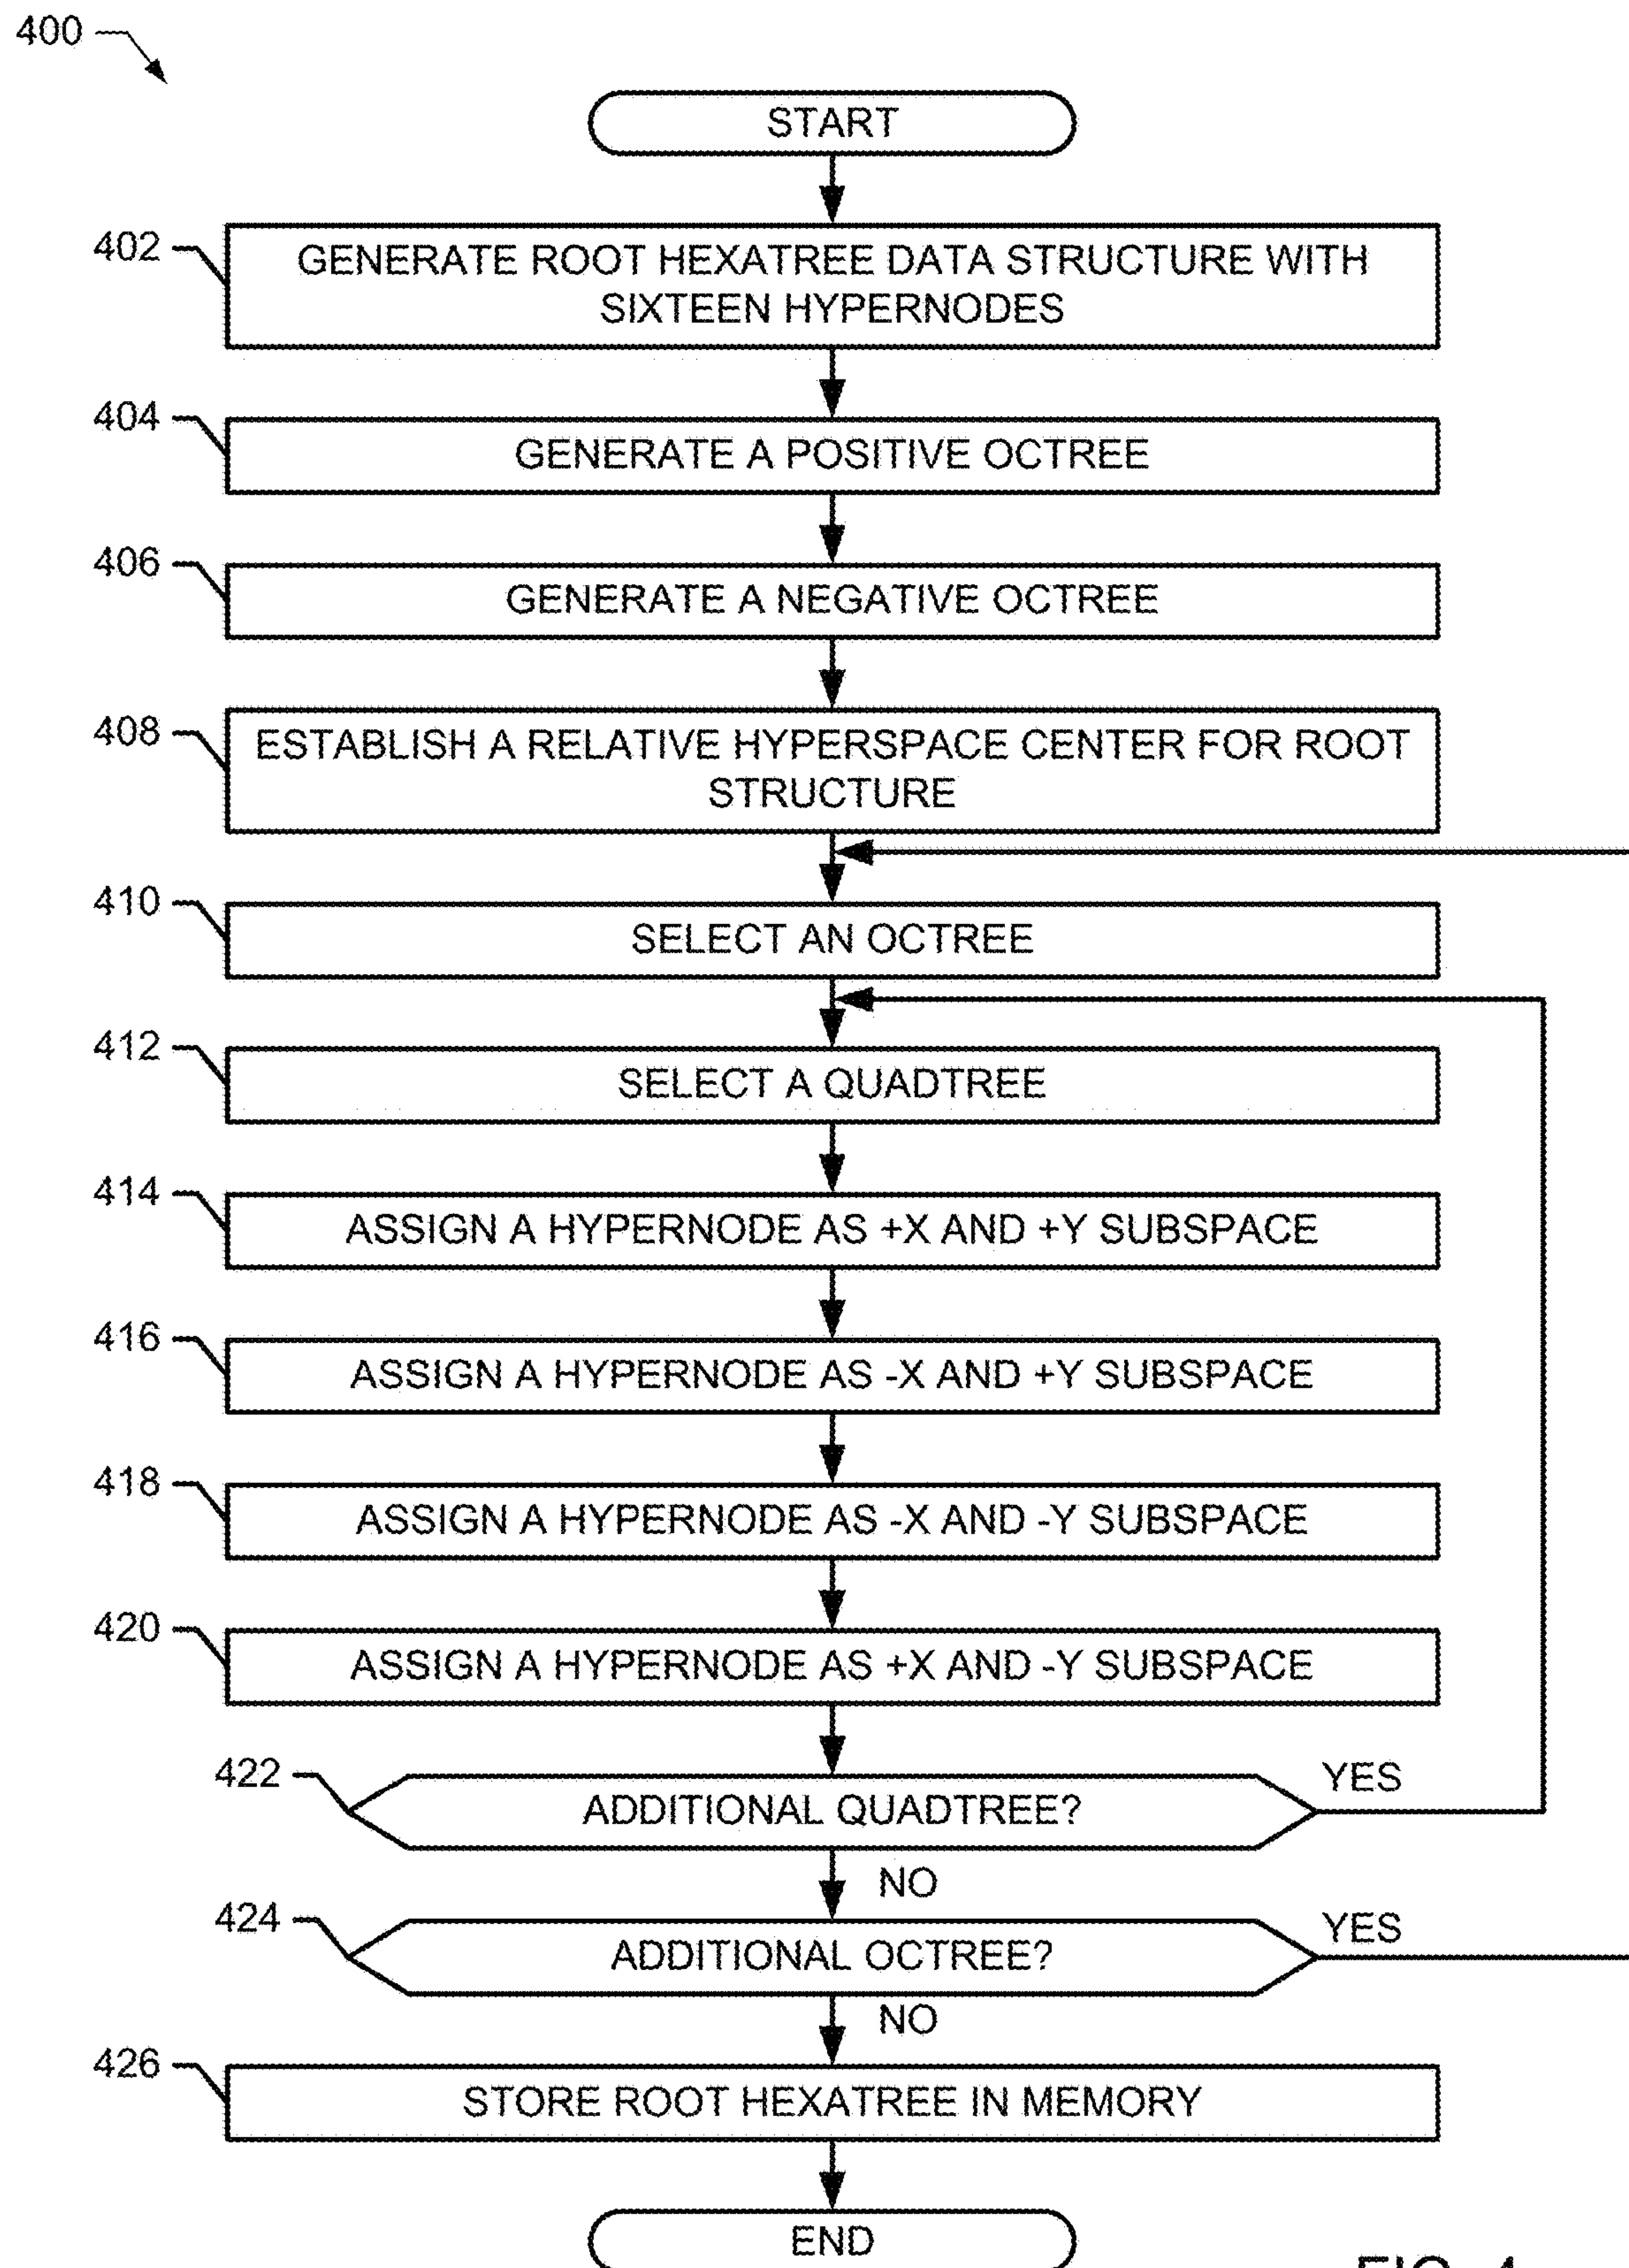 400
START
402
GENERATE ROOT HEXATREE DATA STRUCTURE WITH
SIXTEEN HYPERNODES
404
GENERATE A POSITIVE OCTREE
406
GENERATE A NEGATIVE OCTREE
408
ESTABLISH A RELATIVE HYPERSPACE CENTER FOR ROOT
STRUCTURE
410
SELECT AN OCTREE
412
SELECT A QUADTREE
414
ASSIGN A HYPERNODE AS +X AND +Y SUBSPACE
416
ASSIGN A HYPERNODE AS -X AND +Y SUBSPACE
418
ASSIGN A HYPERNODE AS -X AND -Y SUBSPACE
420
ASSIGN A HYPERNODE AS +X AND -Y SUBSPACE
422
ADDITIONAL QUADTREE?
YES
NO
424
ADDITIONAL OCTREE?
YES
NO
426
STORE ROOT HEXATREE IN MEMORY
END
FIG. 4